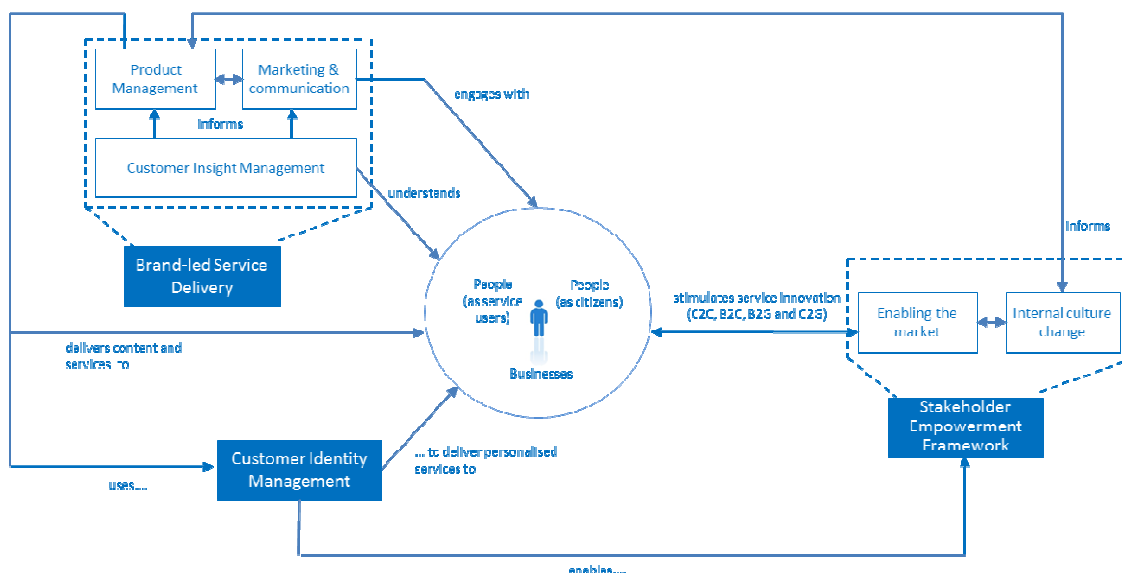 Product
Management
Marketing &
communication
engages with
Informs
Customer Insight Management
understands
Informs
Brand-led Service
Delivery
People
(as service
users)
People
(as citizens)
stimulates service innovation
(C2C, B2C, B2G and C2G)
Enabling the
market
Internal culture
change
Businesses
delivers content and
services to
Stakeholder
Empowerment
Framework
Customer Identity
Management
... to deliver personalised
services to
uses....
enables....